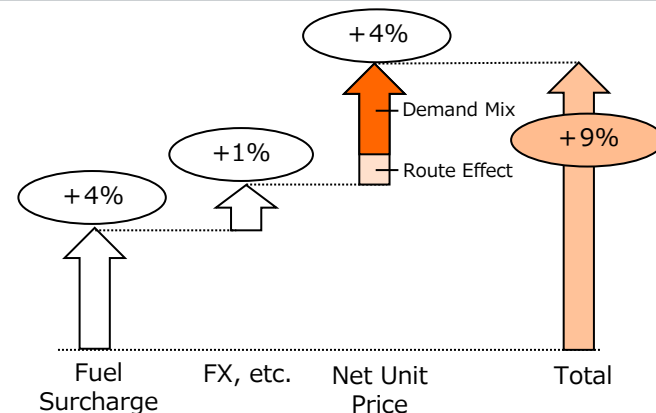 +4%
Demand Mix
+1%
+9%
Route Effect
+4%
Fuel
Surcharge
FX, etc.
Net Unit
Price
Total